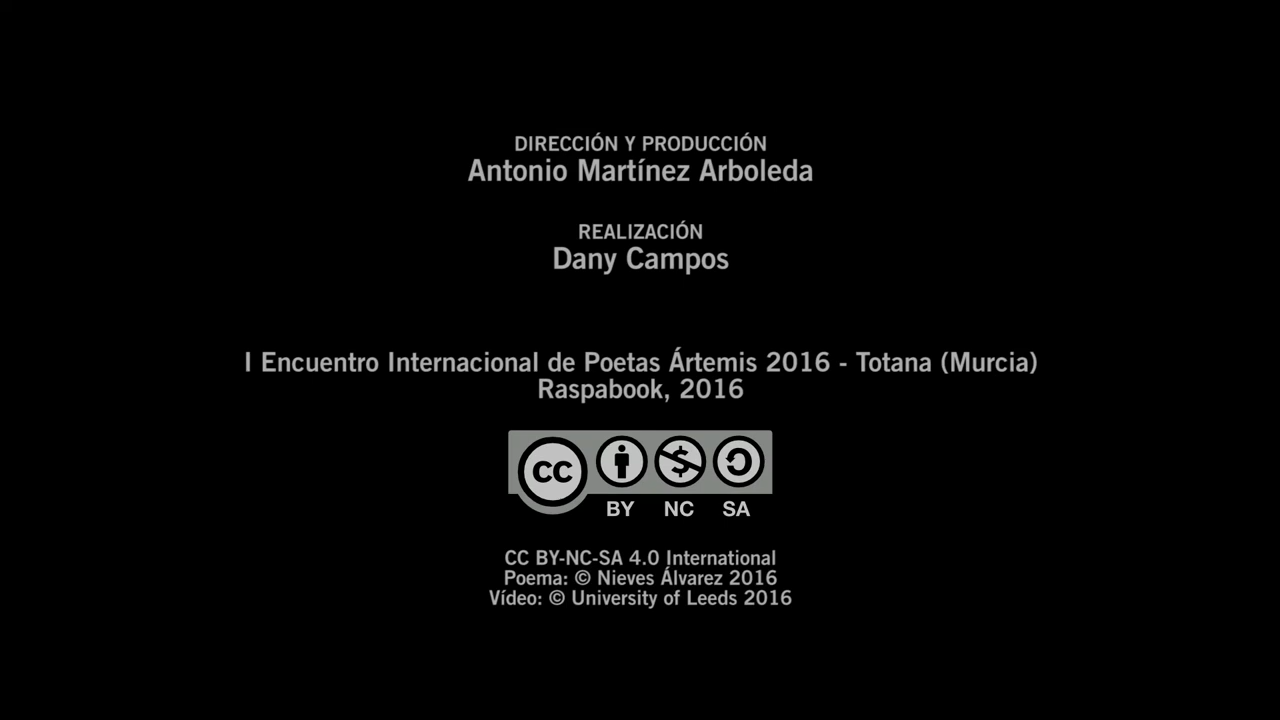 DIRECCIÓN Y PRODUCCIÓN
Antonio Martínez Arboleda
REALIZACIÓN
Dany Campos
I Encuentro Internacional de Poetas Ártemis 2016 - Totana (Murcia)
Raspabook, 2016
CC
BY NC SA
CC BY-NC-SA 4.0 International
Poema: © Nieves Álvarez 2016
Vídeo: © University of Leeds 2016